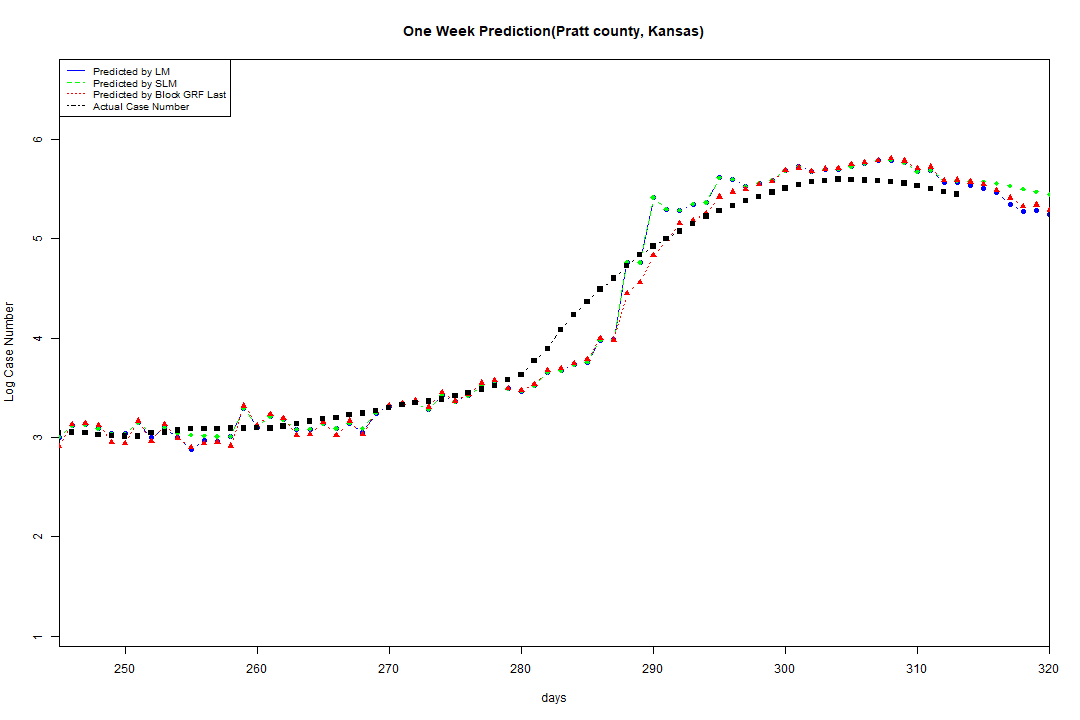 One Week Prediction(Pratt county, Kansas)
Predicted by LM
Predicted by SLM
Predicted by Block GRF Last
Actual Case Number
6
5
4
3
2
1
Log Case Number
250 260 270 280 290 300 310 320
days